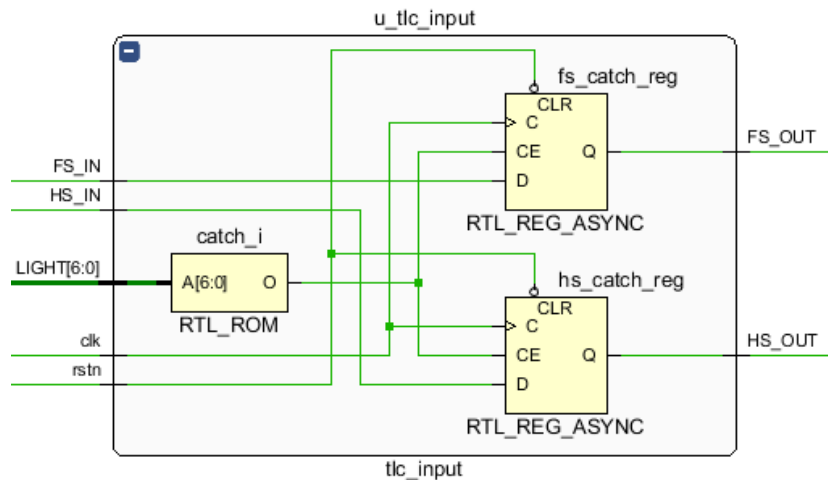 u_tlc_input
fs_catch_reg
CLR
C
CE Q
D
RTL_REG_ASYNC
FS_OUT
FS_IN
HS_IN
catch_i
LIGHT[6:0]
A[6:0] O
RTL_ROM
hs_catch_reg
CLR
C
CE Q
D
RTL_REG_ASYNC
HS_OUT
clk
rstn
tlc_input